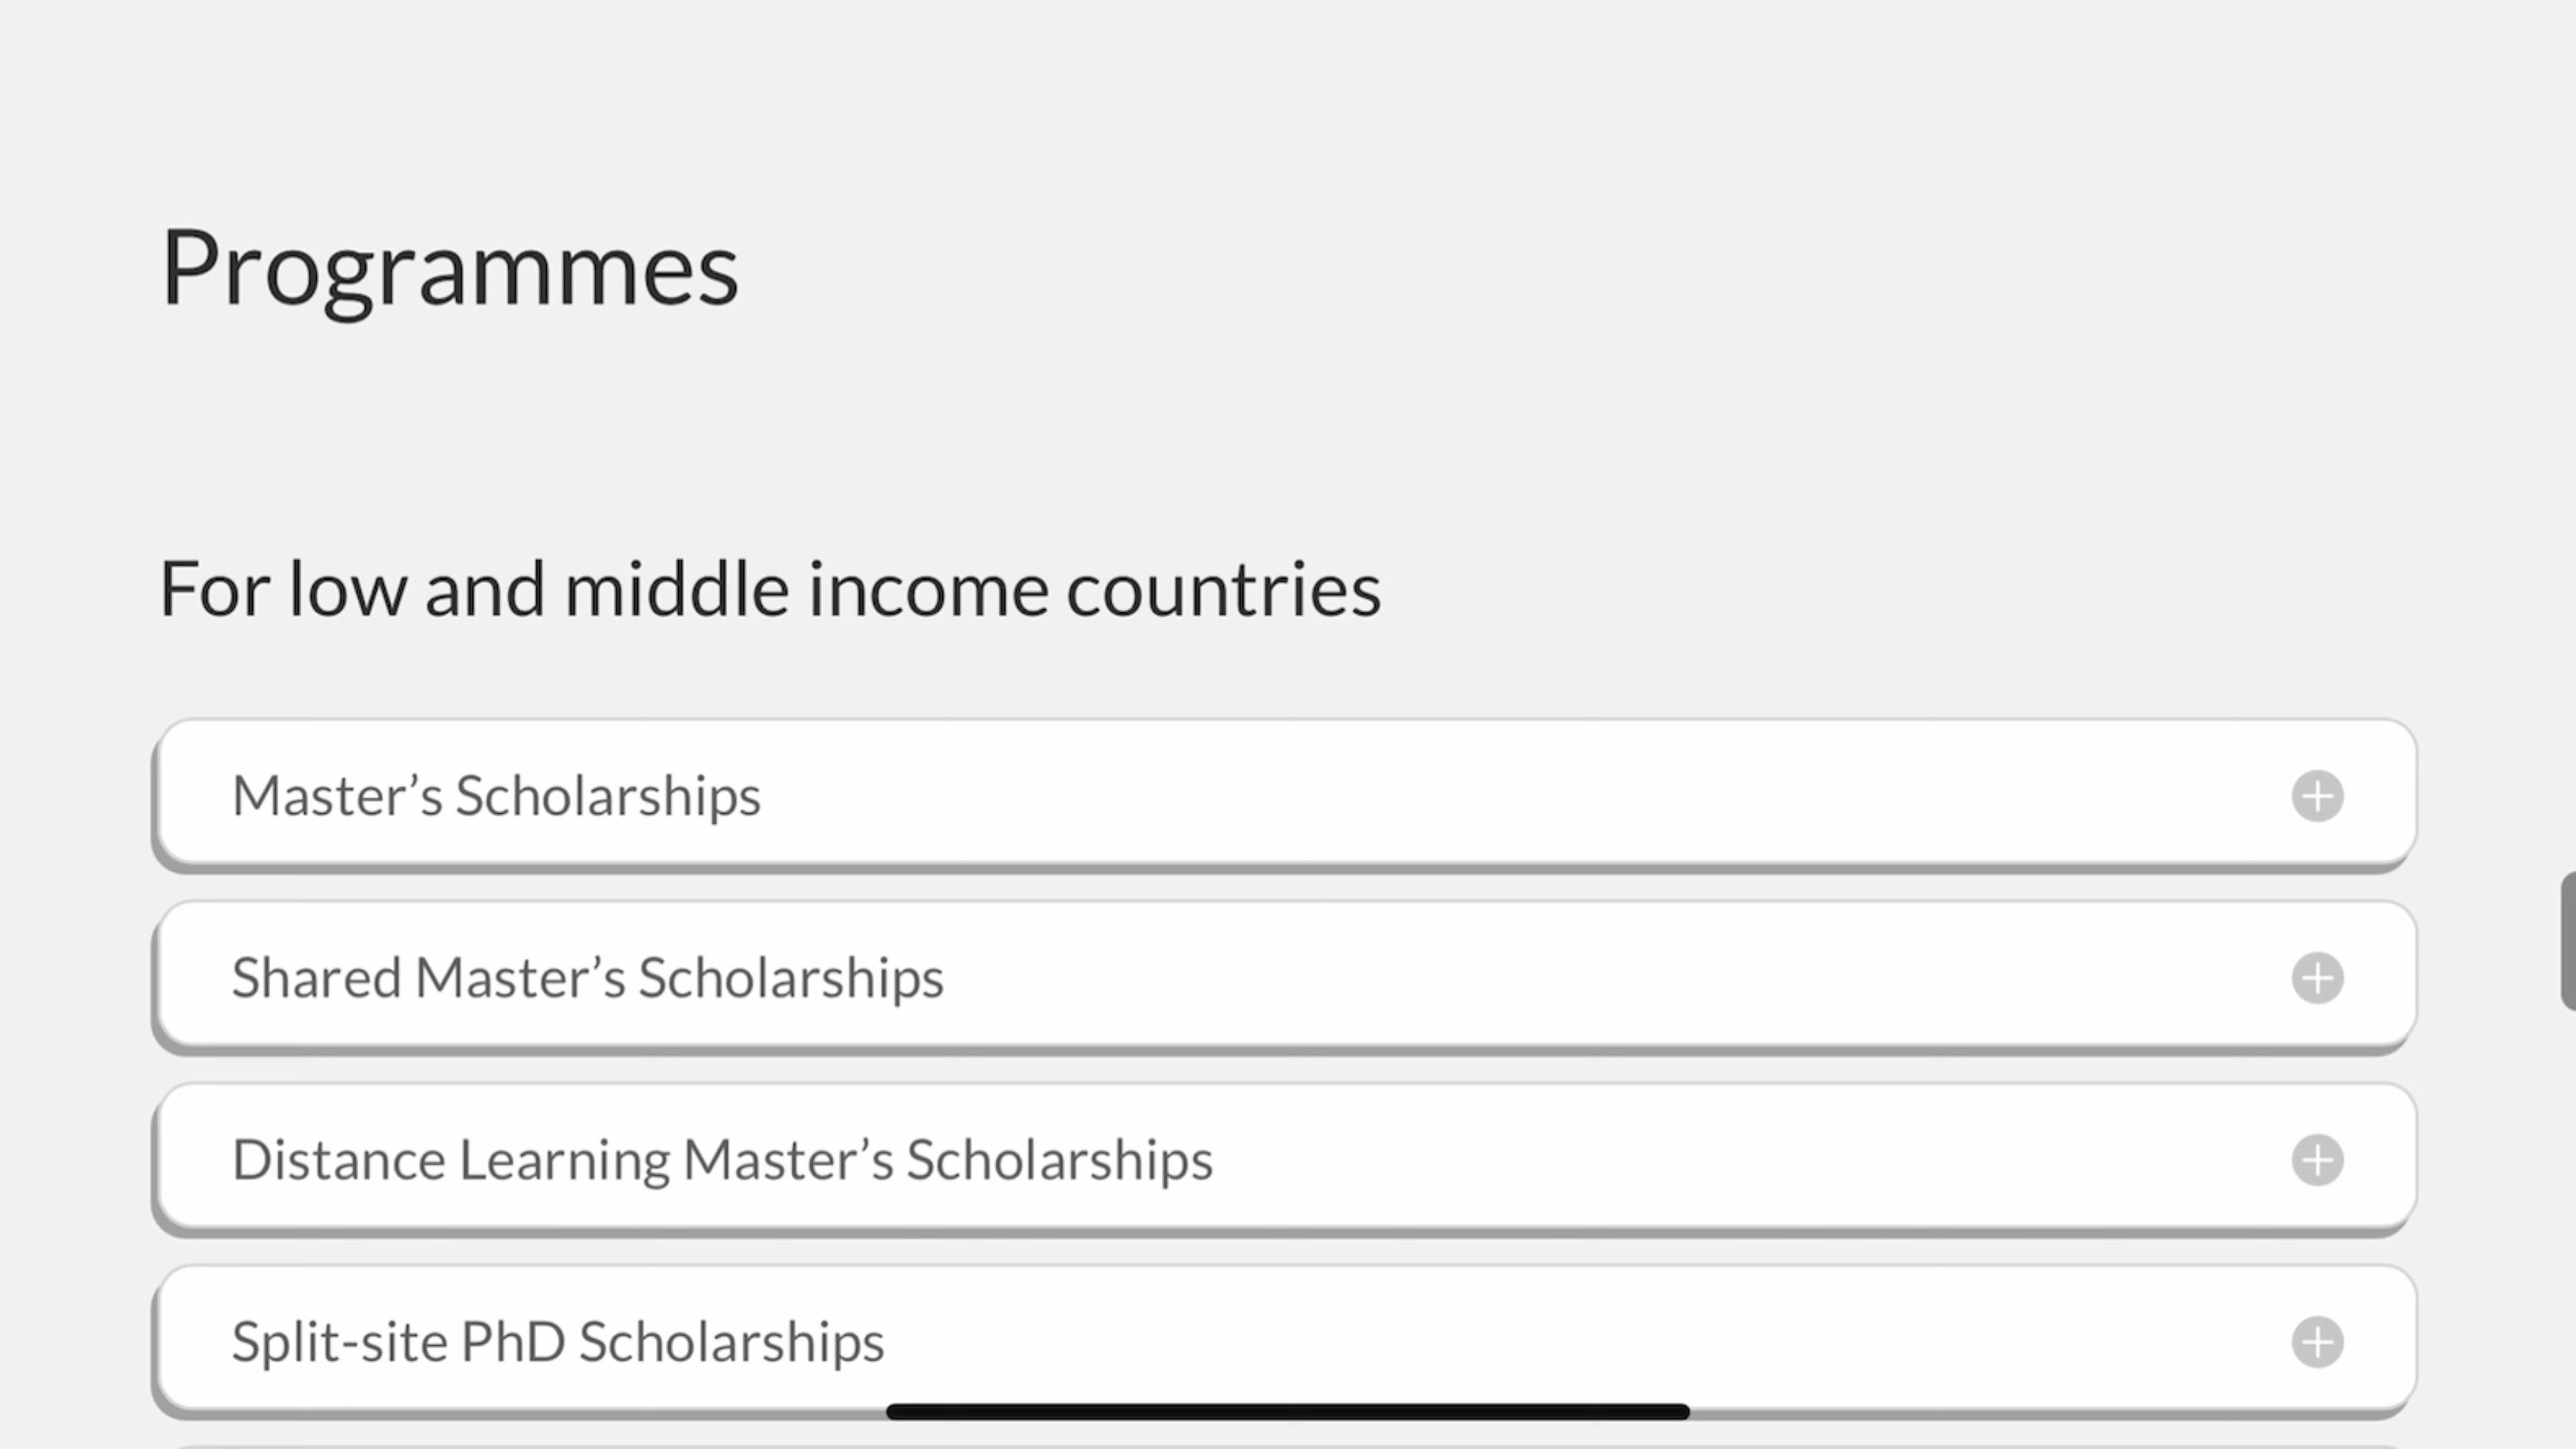 Programmes
For low and middle income countries
Master’s Scholarships
Shared Master’s Scholarships
Distance Learning Master’s Scholarships
Split-site PhD Scholarships